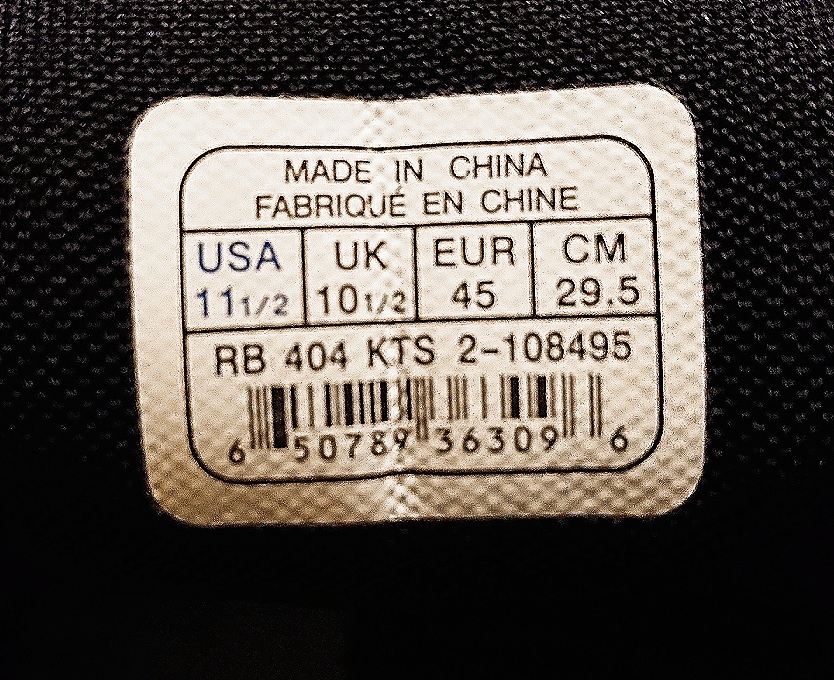 MADE IN CHINA
FABRIQUÉ EN CHINE
USA UK EUR CM
11 1/2 10 1/2 45 29.5
RB 404 KTS 2-108495
6 50789 36309 6